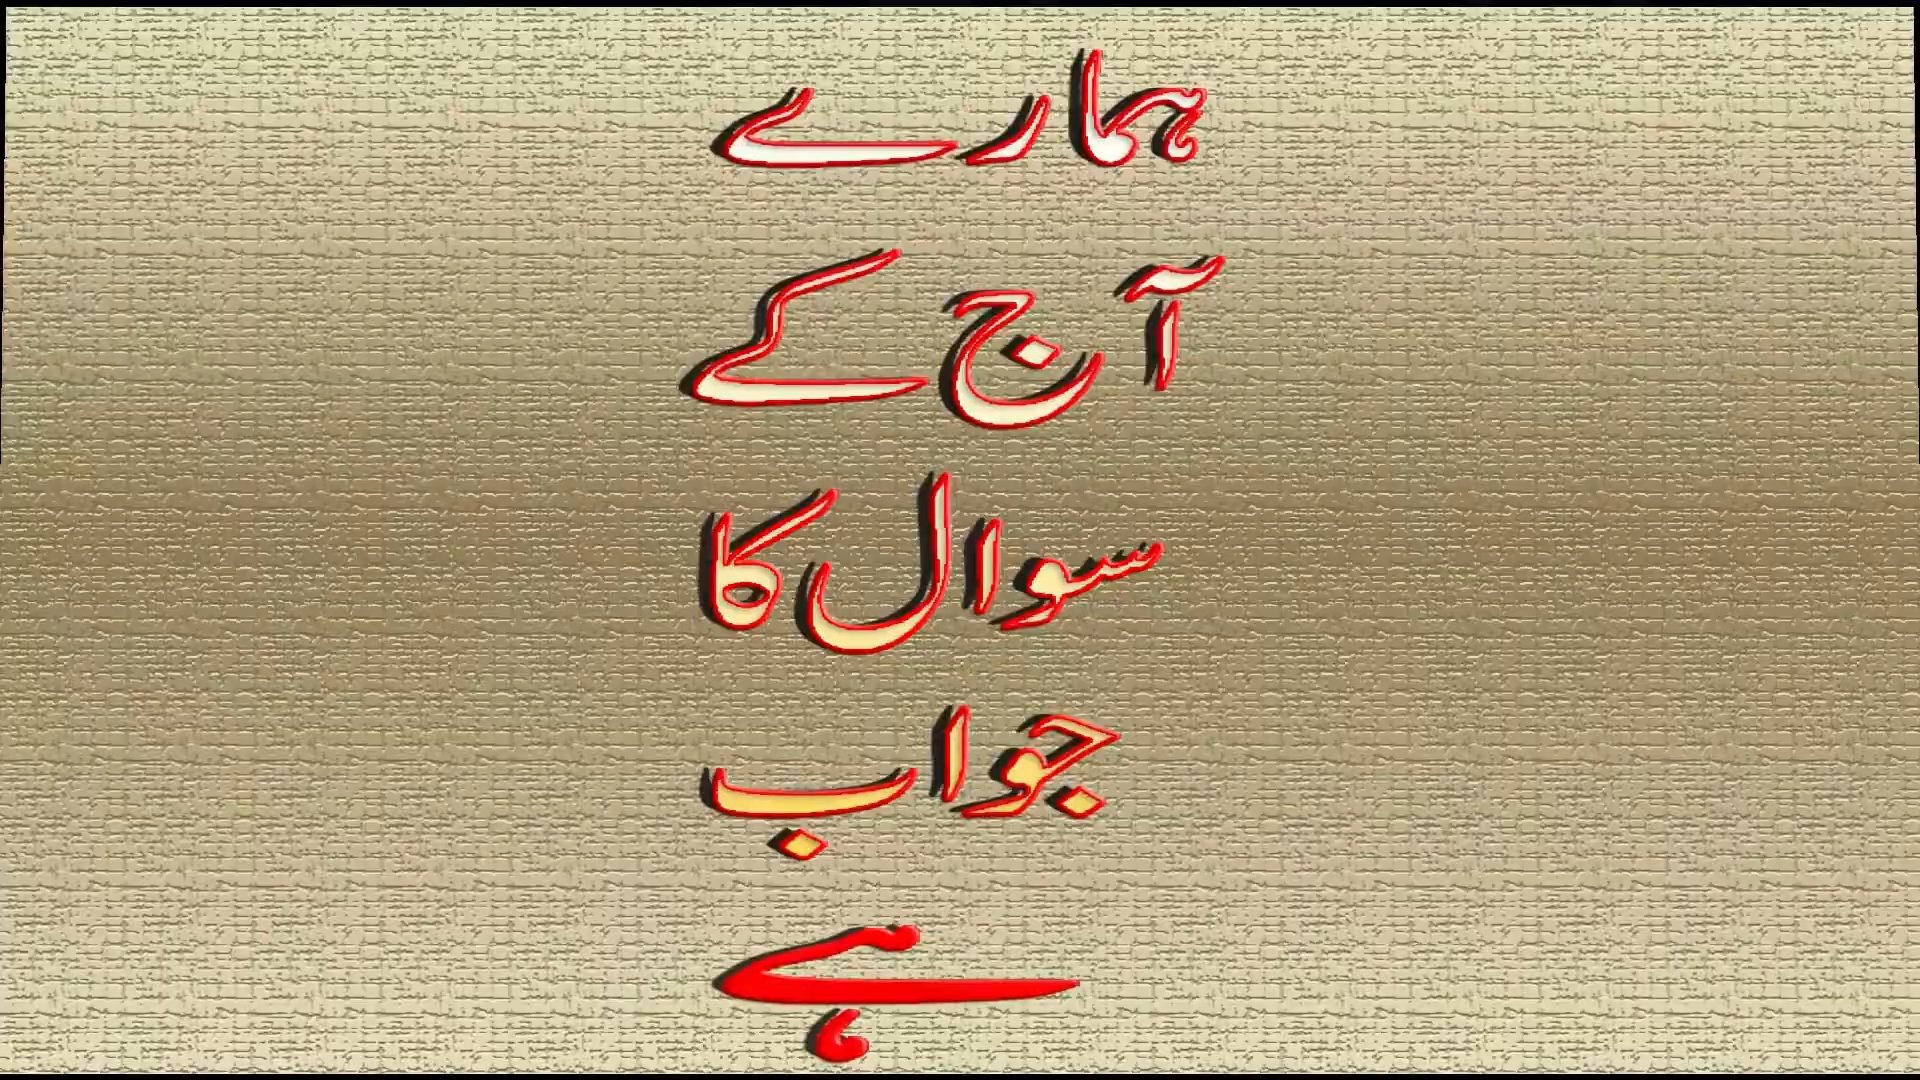 ہمارے
آج کے
سوال کا
جواب
ہے